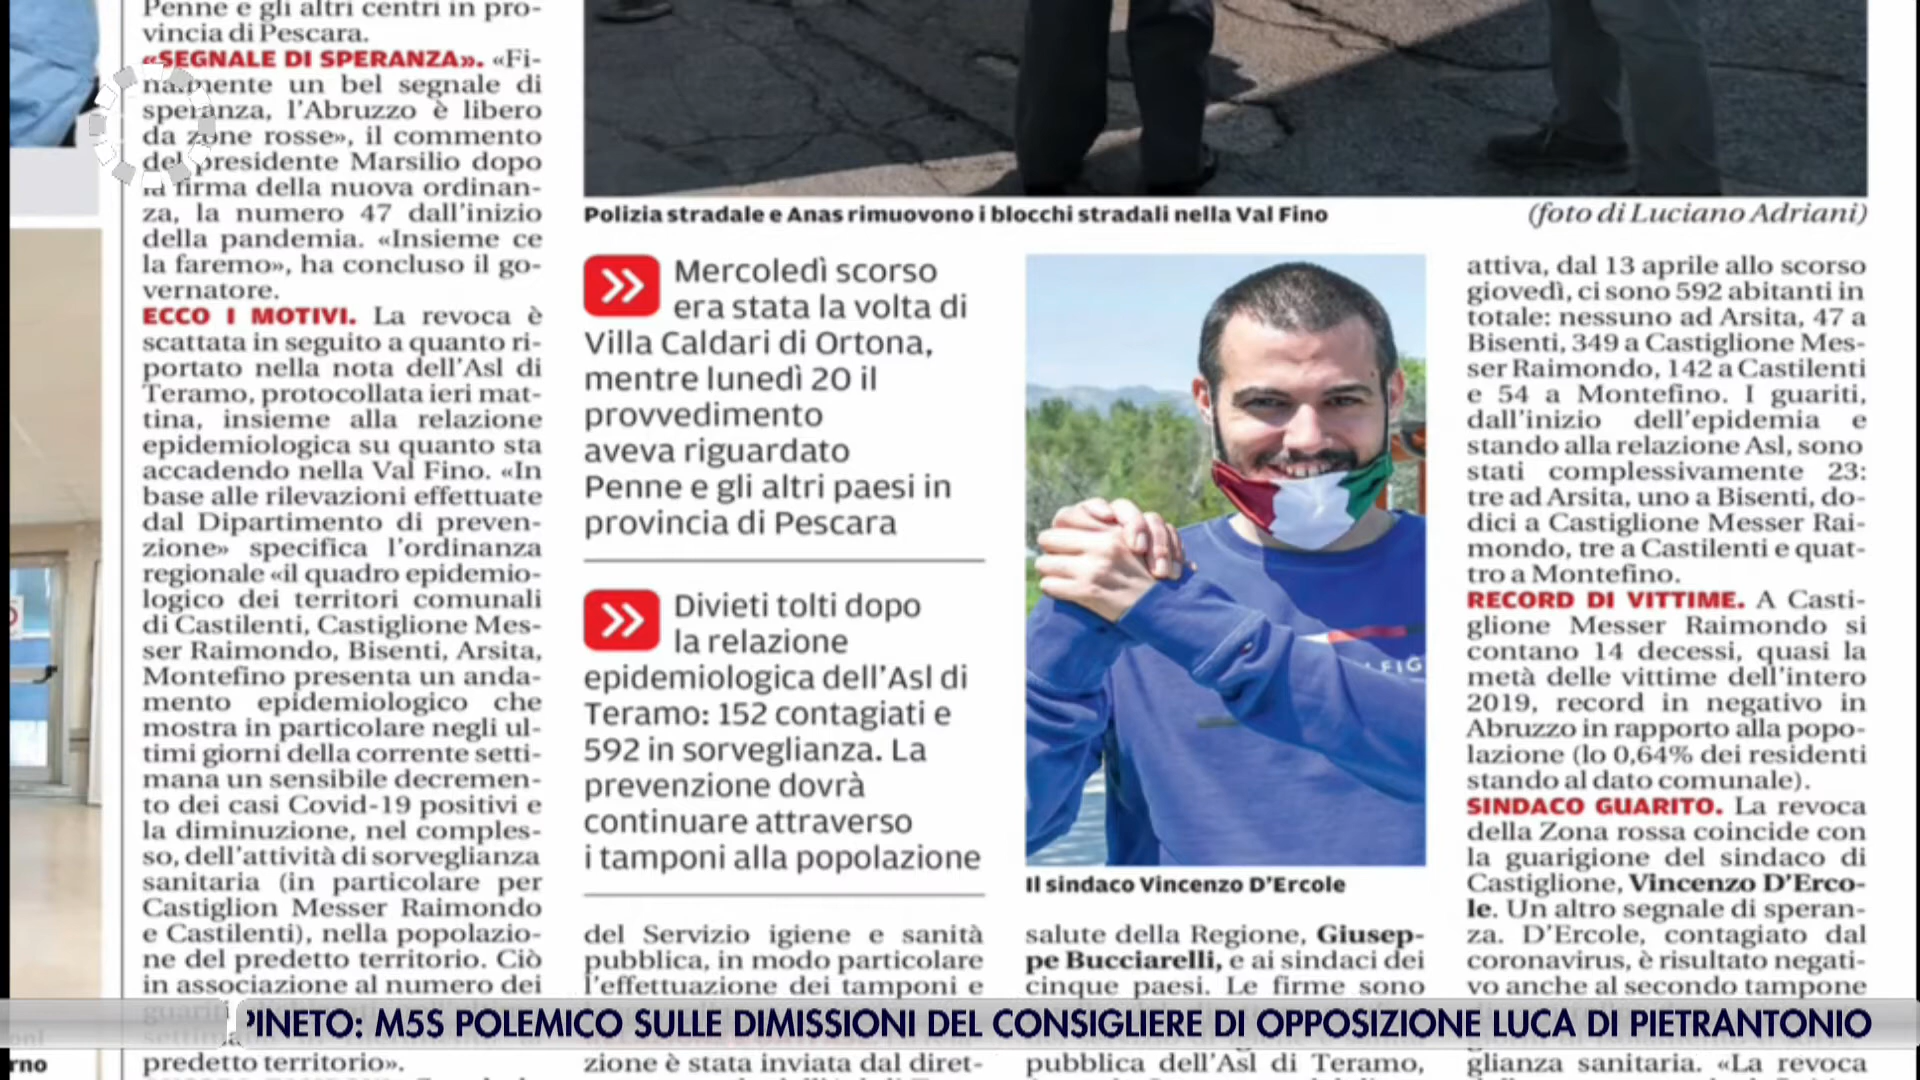 Penne e gli altri centri in pro-
vincia di Pescara.
«SEGNALE DI SPERANZA». «Fi-
nalmente un bel segnale di
speranza, l'Abruzzo è libero
da zone rosse», il commento
del presidente Marsilio dopo
la firma della nuova ordinan-
za, la numero 47 dall'inizio
della pandemia. «Insieme ce
la faremo», ha concluso il go-
vernatore.
ECCO I MOTIVI. La revoca è
scattata in seguito a quanto ri-
portato nella nota dell'Asl di
Teramo, protocollata ieri mat-
tina, insieme alla relazione
epidemiologica su quanto sta
accadendo nella Val Fino. «In
base alle rilevazioni effettuate
dal Dipartimento di preven-
zione» specifica l'ordinanza
regionale «il quadro epidemio-
logico dei territori comunali
di Castilenti, Castiglione Mes-
ser Raimondo, Bisenti, Arsita,
Montefino presenta un anda-
mento epidemiologico che
mostra in particolare negli ul-
timi giorni della corrente setti-
mana un sensibile decremen-
to dei casi Covid-19 positivi e
la diminuzione, nel comples-
so, dell'attività di sorveglianza
sanitaria (in particolare per
Castiglion Messer Raimondo
e Castilenti), nella popolazio-
ne del predetto territorio. Ciò
in associazione al numero dei
predetto territorio».
Polizia stradale e Anas rimuovono i blocchi stradali nella Val Fino
(foto di Luciano Adriani)
Mercoledì scorso
era stata la volta di
Villa Caldari di Ortona,
mentre lunedì 20 il
provvedimento
aveva riguardato
Penne e gli altri paesi in
provincia di Pescara
Divieti tolti dopo
la relazione
epidemiologica dell'Asl di
Teramo: 152 contagiati e
592 in sorveglianza. La
prevenzione dovrà
continuare attraverso
i tamponi alla popolazione
del Servizio igiene e sanità
pubblica, in modo particolare
l'effettuazione dei tamponi e
zione è stata inviata dal diret-
Il sindaco Vincenzo D'Ercole
salute della Regione, Giusep-
pe Bucciarelli, e ai sindaci dei
cinque paesi. Le firme sono
pubblica dell'Asl di Teramo,
attiva, dal 13 aprile allo scorso
giovedì, ci sono 592 abitanti in
totale: nessuno ad Arsita, 47 a
Bisenti, 349 a Castiglione Mes-
ser Raimondo, 142 a Castilenti
e 54 a Montefino. I guariti,
dall'inizio dell'epidemia e
stando alla relazione Asl, sono
stati complessivamente 23:
tre ad Arsita, uno a Bisenti, do-
dici a Castiglione Messer Rai-
mondo, tre a Castilenti e quat-
tro a Montefino.
RECORD DI VITTIME. A Casti-
glione Messer Raimondo si
contano 14 decessi, quasi la
metà delle vittime dell'intero
2019, record in negativo in
Abruzzo in rapporto alla popo-
lazione (lo 0,64% dei residenti
stando al dato comunale).
SINDACO GUARITO. La revoca
della Zona rossa coincide con
la guarigione del sindaco di
Castiglione, Vincenzo D'Erco-
le. Un altro segnale di speran-
za. D'Ercole, contagiato dal
coronavirus, è risultato negati-
vo anche al secondo tampone
glianza sanitaria. «La revoca
PINETO: M5S POLEMICO SULLE DIMISSIONI DEL CONSIGLIERE DI OPPOSIZIONE LUCA DI PIETRANTONIO